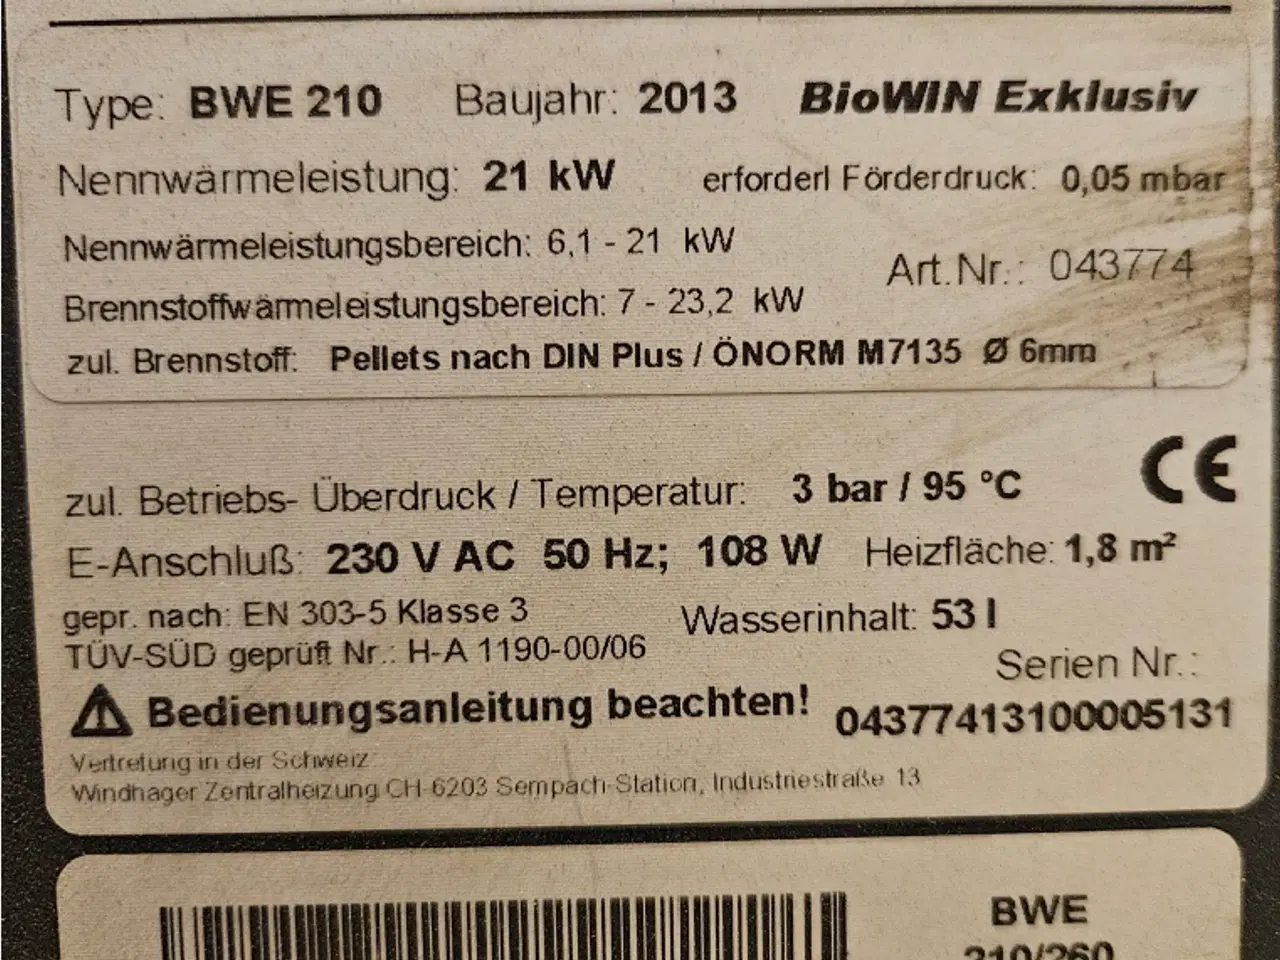 Type: BWE 210 Baujahr: 2013 BioWIN Exklusiv
Nennwärmeleistung: 21 kW erforderl Förderdruck: 0,05 mbar
Nennwärmeleistungsbereich: 6,1 - 21 kW
Art.Nr.: 043774
Brennstoffwärmeleistungsbereich: 7 - 23,2 kW
zul. Brennstoff: Pellets nach DIN Plus / ÖNORM M7135 Ø 6mm
zul. Betriebs- Überdruck / Temperatur: 3 bar / 95 °C CE
E-Anschluß: 230 V AC 50 Hz; 108 W Heizfläche: 1,8 m²
gepr. nach: EN 303-5 Klasse 3 Wasserinhalt: 53 l
TÜV-SÜD geprüft Nr.: H-A 1190-00/06
Serien Nr.:
Bedienungsanleitung beachten! 04377413100005131
Vertretung in der Schweiz
Windhager Zentralheizung CH-6203 Sempach-Station, Industriestraße 13
BWE
210/260